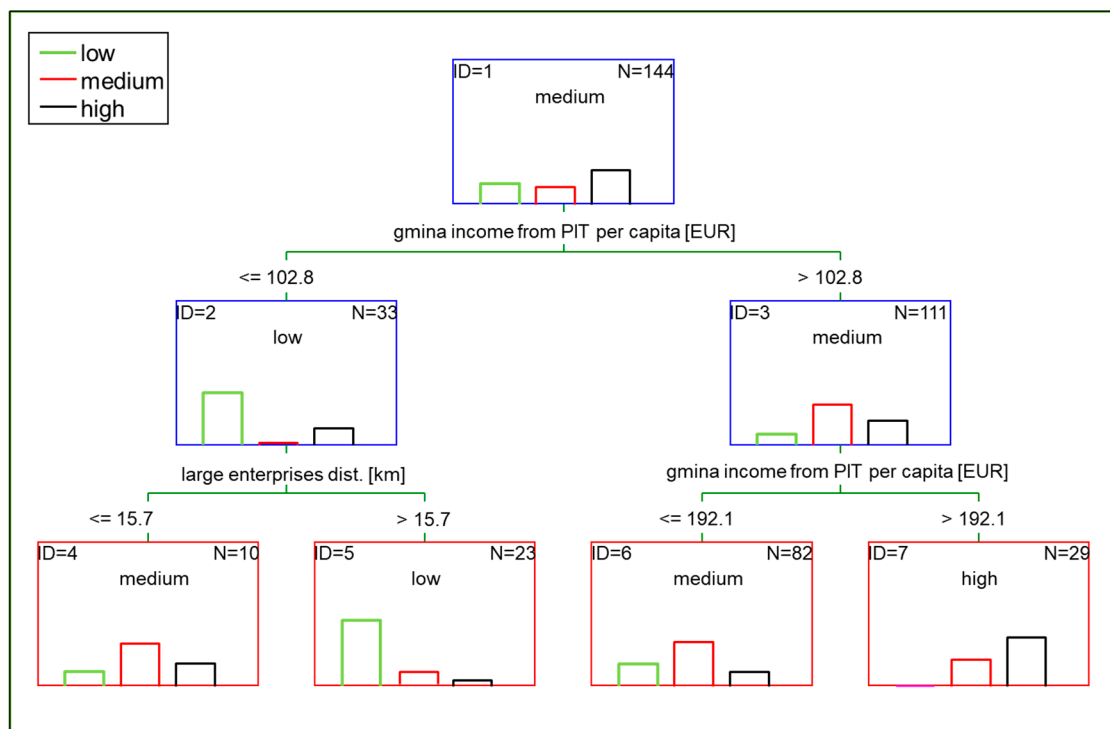 low
medium
high
ID=1 N=144
medium
gmina income from PIT per capita [EUR]
<= 102.8 > 102.8
ID=2 N=33 ID=3 N=111
low medium
large enterprises dist. [km] gmina income from PIT per capita [EUR]
<= 15.7 > 15.7 <= 192.1 > 192.1
ID=4 N=10 ID=5 N=23 ID=6 N=82 ID=7 N=29
medium low medium high